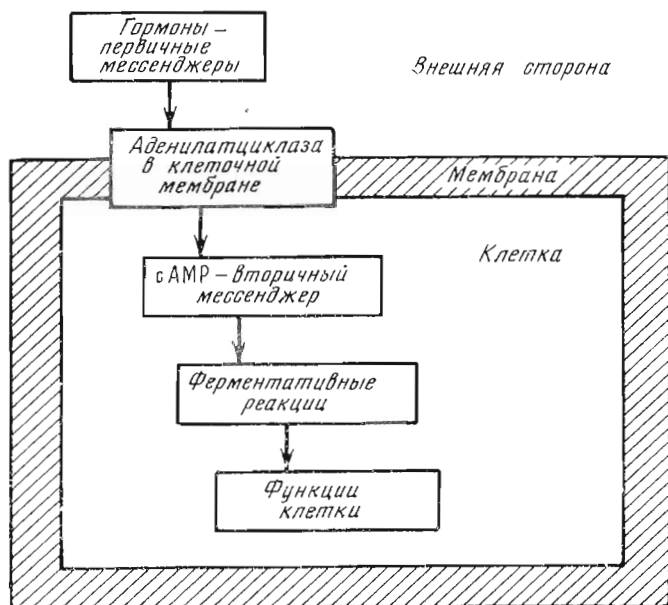 Гормоны –
первичные
мессенджеры
Внешняя сторона
Аденилатциклаза
в клеточной
мембране
Мембрана
Клетка
cAMP – вторичный
мессенджер
Ферментативные
реакции
Функции
клетки